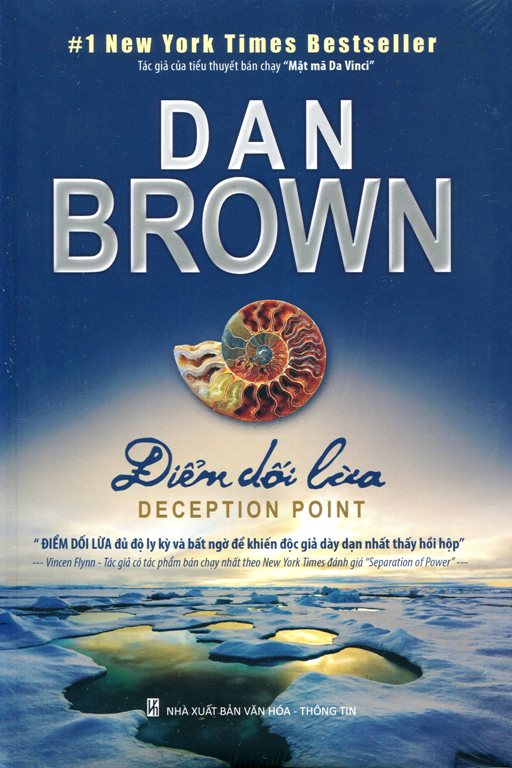 #1 New York Times Bestseller
Tác giả của tiểu thuyết bán chạy “Mật mã Da Vinci”
DAN
BROWN
Điểm dối lừa
DECEPTION POINT
“ ĐIỂM DỐI LỪA đủ độ ly kỳ và bất ngờ để khiến độc giả dày dạn nhất thấy hồi hộp”
--- Vincen Flynn - Tác giả có tác phẩm bán chạy nhất theo New York Times đánh giá “Separation of Power” ---
NHÀ XUẤT BẢN VĂN HÓA - THÔNG TIN